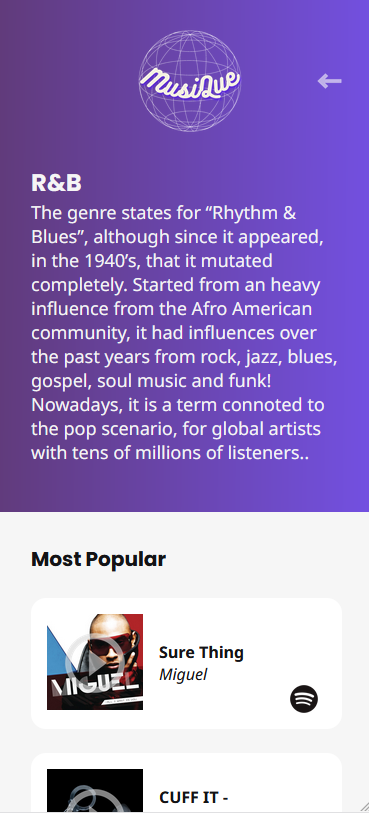 MusiQue
R&B
The genre states for “Rhythm &
Blues”, although since it appeared,
in the 1940’s, that it mutated
completely. Started from an heavy
influence from the Afro American
community, it had influences over
the past years from rock, jazz, blues,
gospel, soul music and funk!
Nowadays, it is a term connoted to
the pop scenario, for global artists
with tens of millions of listeners..
Most Popular
MIGUEL
Sure Thing
Miguel
CUFF IT -